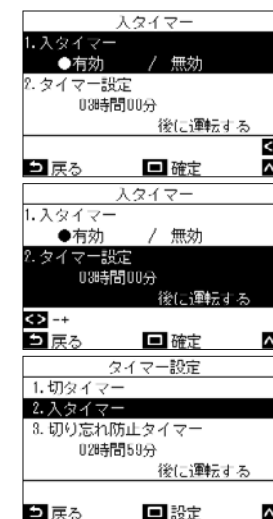 入タイマー
1.入タイマー
●有効 / 無効
2.タイマー設定
03時間00分
後に運転する
<
戻る 確定 ∧
入タイマー
1.入タイマー
●有効 / 無効
2.タイマー設定
03時間00分
後に運転する
<> -+
戻る 確定 ∧
タイマー設定
1.切タイマー
2.入タイマー
3.切り忘れ防止タイマー
02時間59分
後に運転する
戻る 設定 ∧